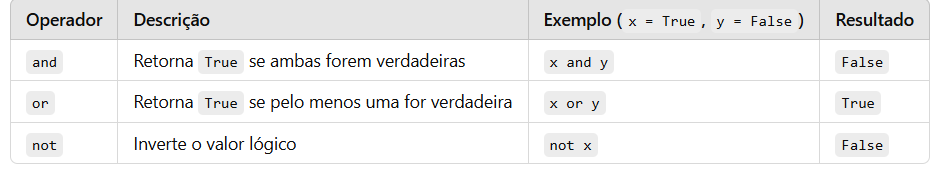 Operador Descrição Exemplo ( x = True , y = False ) Resultado
and Retorna True se ambas forem verdadeiras x and y False
or Retorna True se pelo menos uma for verdadeira x or y True
not Inverte o valor lógico not x False